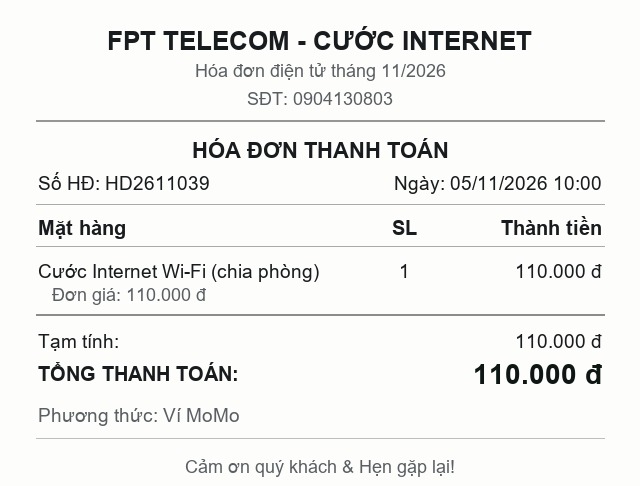 FPT TELECOM - CƯỚC INTERNET
Hóa đơn điện tử tháng 11/2026
SĐT: 0904130803
HÓA ĐƠN THANH TOÁN
Số HĐ: HD2611039 Ngày: 05/11/2026 10:00
Mặt hàng SL Thành tiền
Cước Internet Wi-Fi (chia phòng) 1 110.000 đ
Đơn giá: 110.000 đ
Tạm tính: 110.000 đ
TỔNG THANH TOÁN: 110.000 đ
Phương thức: Ví MoMo
Cảm ơn quý khách & Hẹn gặp lại!